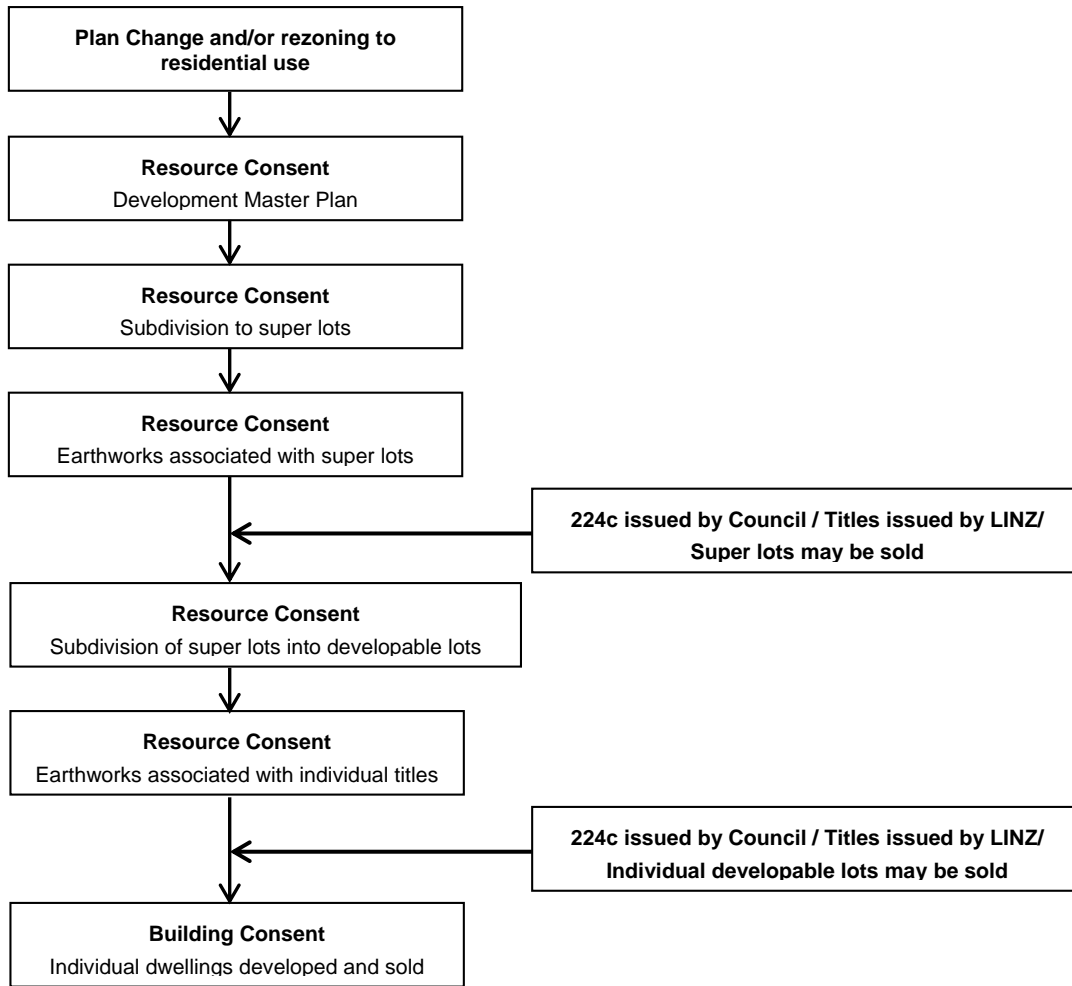 Plan Change and/or rezoning to
residential use
Resource Consent
Development Master Plan
Resource Consent
Subdivision to super lots
Resource Consent
Earthworks associated with super lots
224c issued by Council / Titles issued by LINZ/
Super lots may be sold
Resource Consent
Subdivision of super lots into developable lots
Resource Consent
Earthworks associated with individual titles
224c issued by Council / Titles issued by LINZ/
Individual developable lots may be sold
Building Consent
Individual dwellings developed and sold